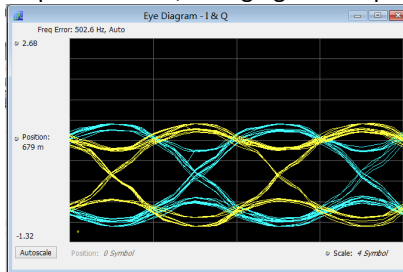 Eye Diagram - I & Q
Freq Error: 502.6 Hz, Auto
2.68
Position:
679 m
-1.32
Autoscale
Position: 0 Symbol
Scale: 4 Symbol